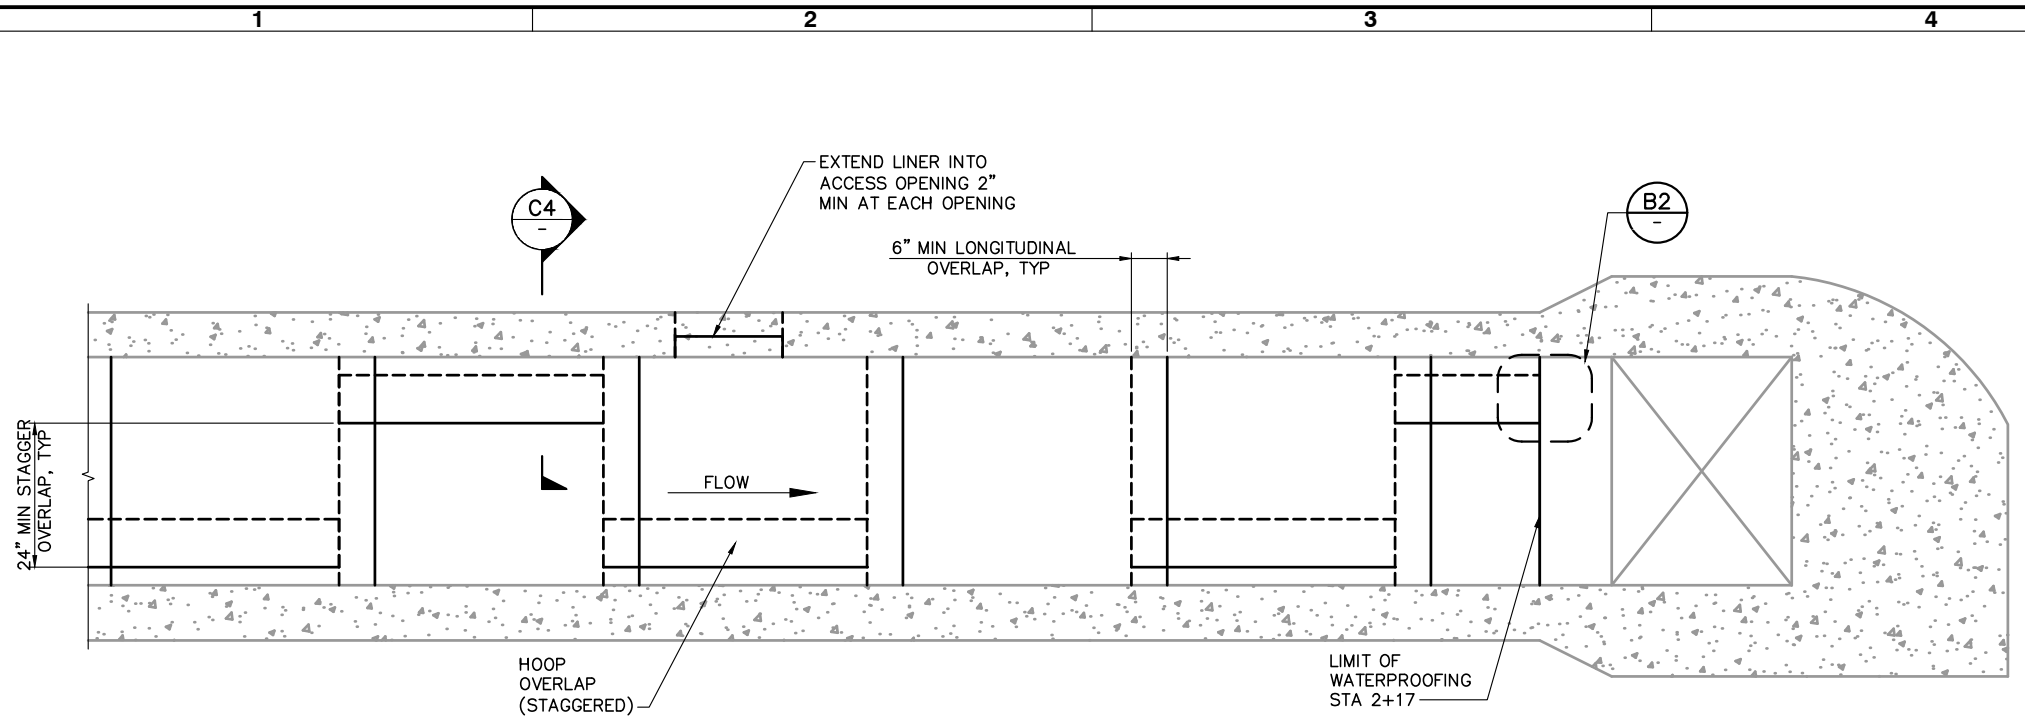 1 2 3 4
EXTEND LINER INTO
ACCESS OPENING 2"
MIN AT EACH OPENING
C4
-
B2
-
6" MIN LONGITUDINAL
OVERLAP, TYP
24" MIN STAGGER
OVERLAP, TYP
FLOW
HOOP
OVERLAP
(STAGGERED)
LIMIT OF
WATERPROOFING
STA 2+17